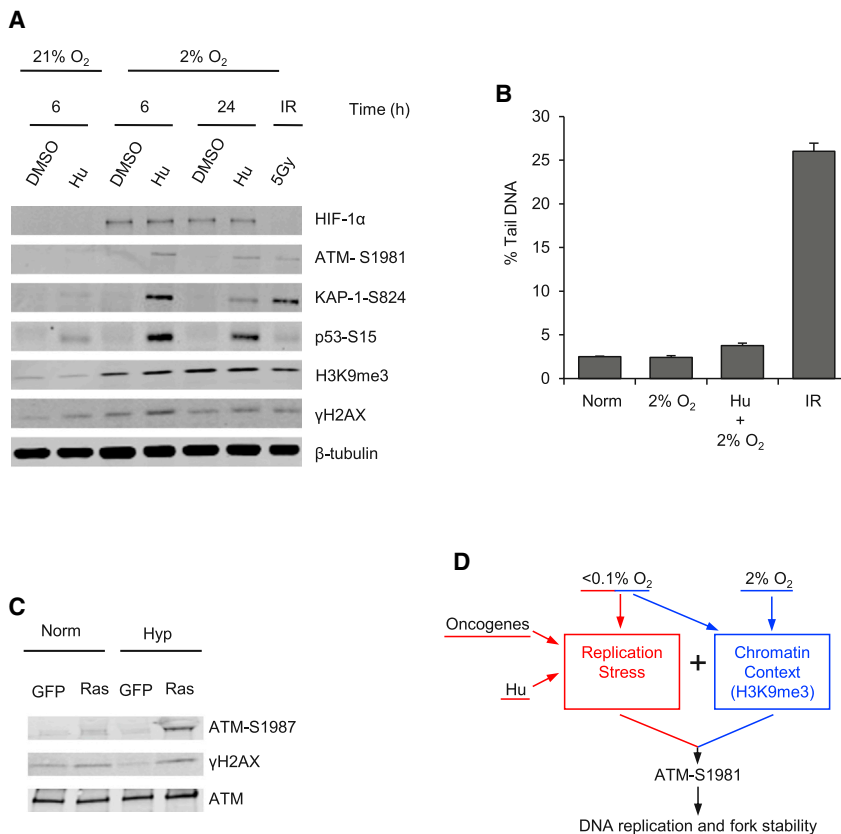 A
21% O2
2% O2
6
6
24
IR
Time (h)
DMSO
Hu
DMSO
Hu
DMSO
Hu
5Gy
HIF-1α
ATM- S1981
KAP-1-S824
p53-S15
H3K9me3
γH2AX
β-tubulin
B
% Tail DNA
30
25
20
15
10
5
0
Norm
2% O2
Hu
+
2% O2
IR
C
Norm
Hyp
GFP
Ras
GFP
Ras
ATM-S1987
γH2AX
ATM
D
<0.1% O2
2% O2
Oncogenes
Hu
Replication
Stress
+
Chromatin
Context
(H3K9me3)
ATM-S1981
DNA replication and fork stability